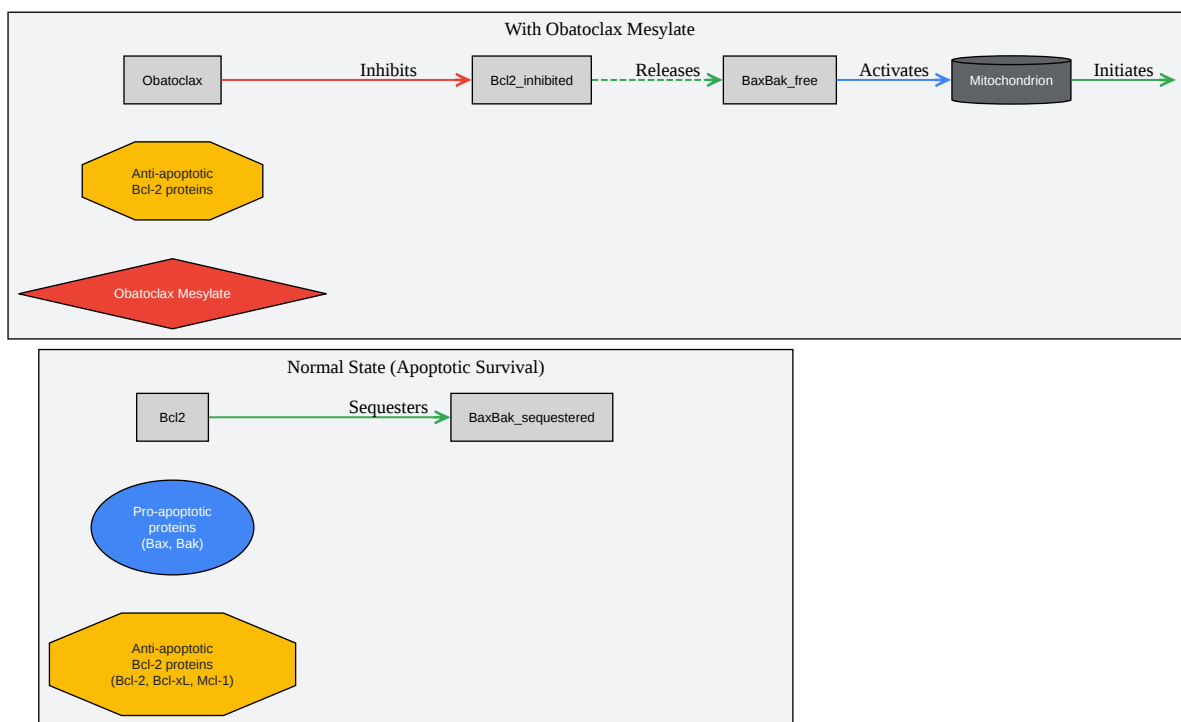 With Obatoclax Mesylate
Obatoclax
Inhibits
Bcl2_inhibited
Releases
BaxBak_free
Activates
Mitochondrion
Initiates
Anti-apoptotic
Bcl-2 proteins
Obatoclax Mesylate
Normal State (Apoptotic Survival)
Bcl2
Sequesters
BaxBak_sequestered
Pro-apoptotic
proteins
(Bax, Bak)
Anti-apoptotic
Bcl-2 proteins
(Bcl-2, Bcl-xL, Mcl-1)